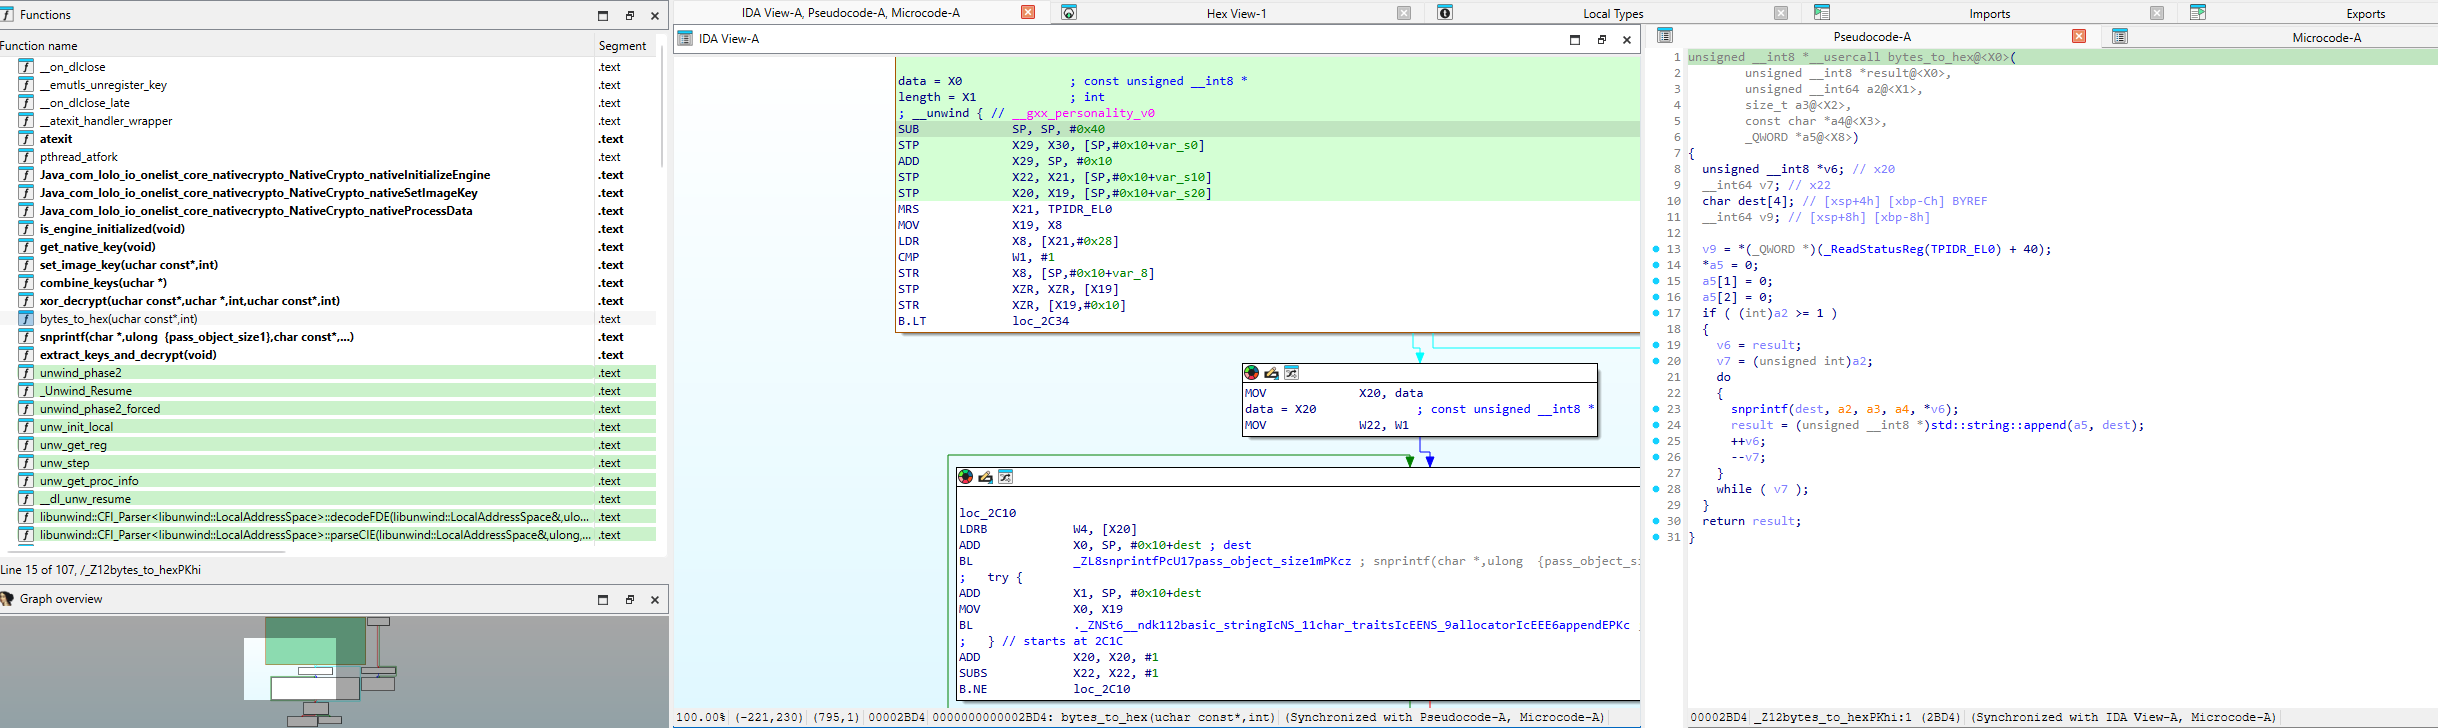 Functions
Function name Segment
__on_dlclose .text
__emutls_unregister_key .text
__on_dlclose_late .text
__atexit_handler_wrapper .text
atexit .text
pthread_atfork .text
Java_com_lolo_io_onelist_core_nativecrypto_NativeCrypto_nativeInitializeEngine .text
Java_com_lolo_io_onelist_core_nativecrypto_NativeCrypto_nativeSetImageKey .text
Java_com_lolo_io_onelist_core_nativecrypto_NativeCrypto_nativeProcessData .text
is_engine_initialized(void) .text
get_native_key(void) .text
set_image_key(uchar const*,int) .text
combine_keys(uchar *) .text
xor_decrypt(uchar const*,uchar *,int,uchar const*,int) .text
bytes_to_hex(uchar const*,int) .text
snprintf(char *,ulong {pass_object_size1},char const*,...) .text
extract_keys_and_decrypt(void) .text
unwind_phase2 .text
_Unwind_Resume .text
unwind_phase2_forced .text
unw_init_local .text
unw_get_reg .text
unw_step .text
unw_get_proc_info .text
__dl_unw_resume .text
libunwind::CFI_Parser<libunwind::LocalAddressSpace>::decodeFDE(libunwind::LocalAddressSpace&,ulo... .text
libunwind::CFI_Parser<libunwind::LocalAddressSpace>::parseCIE(libunwind::LocalAddressSpace&,ulong,... .text
Line 15 of 107, /_Z12bytes_to_hexPKhi
Graph overview
IDA View-A, Pseudocode-A, Microcode-A Hex View-1 Local Types Imports Exports
IDA View-A
data = X0 ; const unsigned __int8 *
length = X1 ; int
; __unwind { // __gxx_personality_v0
SUB SP, SP, #0x40
STP X29, X30, [SP,#0x10+var_s0]
ADD X29, SP, #0x10
STP X22, X21, [SP,#0x10+var_s10]
STP X20, X19, [SP,#0x10+var_s20]
MRS X21, TPIDR_EL0
MOV X19, X8
LDR X8, [X21,#0x28]
CMP W1, #1
STR X8, [SP,#0x10+var_8]
STP XZR, XZR, [X19]
STR XZR, [X19,#0x10]
B.LT loc_2C34
MOV X20, data
data = X20 ; const unsigned __int8 *
MOV W22, W1
loc_2C10
LDRB W4, [X20]
ADD X0, SP, #0x10+dest ; dest
BL _ZL8snprintfPcU17pass_object_size1mPKcz ; snprintf(char *,ulong {pass_object_si
; try {
ADD X1, SP, #0x10+dest
MOV X0, X19
BL ._ZNSt6__ndk112basic_stringIcNS_11char_traitsIcEENS_9allocatorIcEEE6appendEPKc
; } // starts at 2C1C
ADD X20, X20, #1
SUBS X22, X22, #1
B.NE loc_2C10
100.00% (-221,230) (795,1) 00002BD4 0000000000002BD4: bytes_to_hex(uchar const*,int) (Synchronized with Pseudocode-A, Microcode-A)
Pseudocode-A Microcode-A
1 unsigned __int8 *__usercall bytes_to_hex@<X0>(
2 unsigned __int8 *result@<X0>,
3 unsigned __int64 a2@<X1>,
4 size_t a3@<X2>,
5 const char *a4@<X3>,
6 _QWORD *a5@<X8>)
7 {
8 unsigned __int8 *v6; // x20
9 __int64 v7; // x22
10 char dest[4]; // [xsp+4h] [xbp-Ch] BYREF
11 __int64 v9; // [xsp+8h] [xbp-8h]
12
13 v9 = *(_QWORD *)(_ReadStatusReg(TPIDR_EL0) + 40);
14 *a5 = 0;
15 a5[1] = 0;
16 a5[2] = 0;
17 if ( (int)a2 >= 1 )
18 {
19 v6 = result;
20 v7 = (unsigned int)a2;
21 do
22 {
23 snprintf(dest, a2, a3, a4, *v6);
24 result = (unsigned __int8 *)std::string::append(a5, dest);
25 ++v6;
26 --v7;
27 }
28 while ( v7 );
29 }
30 return result;
31 }
00002BD4 _Z12bytes_to_hexPKhi:1 (2BD4) (Synchronized with IDA View-A, Microcode-A)